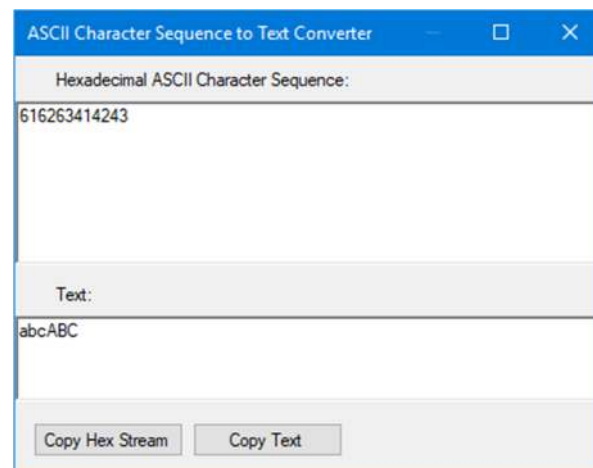 ASCII Character Sequence to Text Converter
Hexadecimal ASCII Character Sequence:
616263414243
Text:
abcABC
Copy Hex Stream Copy Text